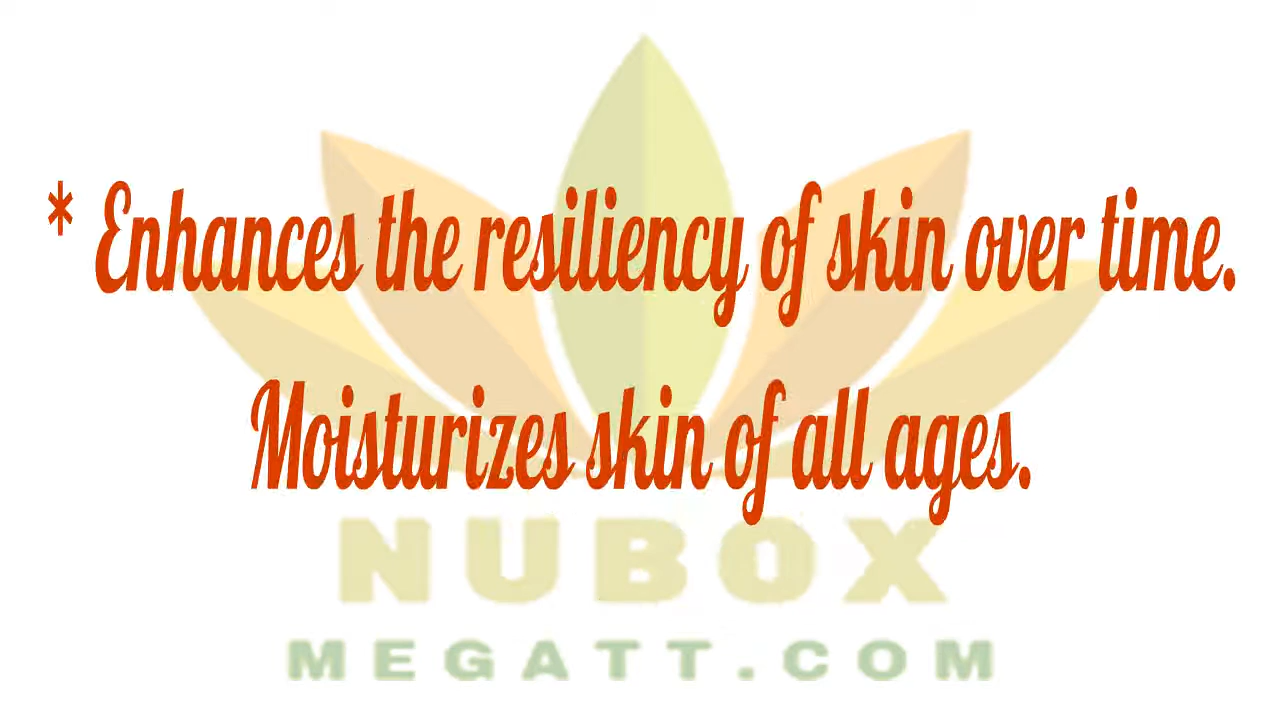 * Enhances the resiliency of skin over time.
Moisturizes skin of all ages.
NUBOX
MEGATT.COM